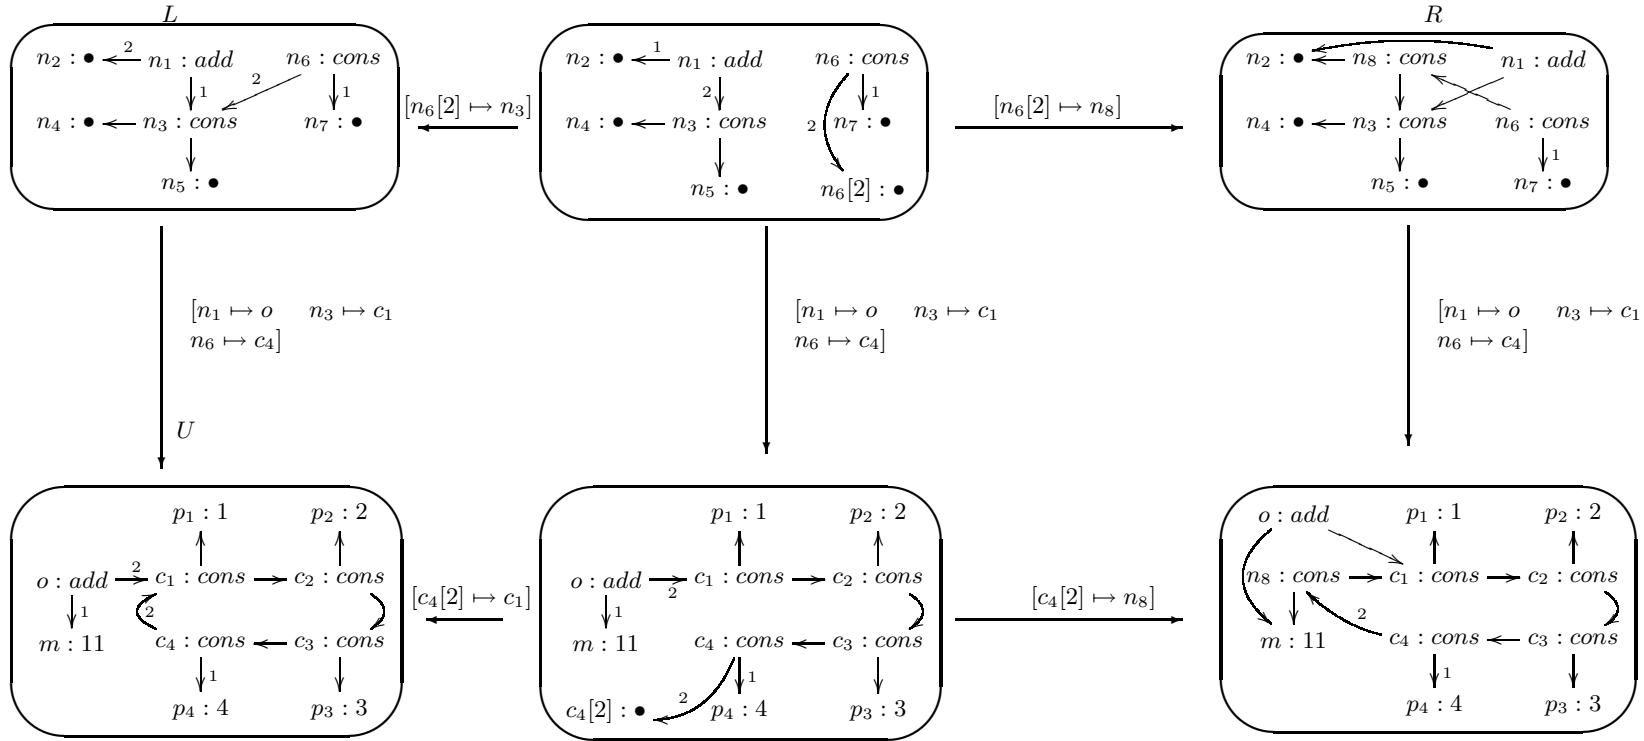 L
R
n₂ : • 2 n₁ : add n₆ : cons
2
1 1
n₄ : • n₃ : cons n₇ : •
n₅ : •
[n₆[2] ↦ n₃]
n₂ : • 1 n₁ : add n₆ : cons
2 1
n₄ : • n₃ : cons 2 n₇ : •
n₅ : • n₆[2] : •
[n₆[2] ↦ n₈]
n₂ : • n₈ : cons n₁ : add
n₄ : • n₃ : cons n₆ : cons
1
n₅ : • n₇ : •
[n₁ ↦ o n₃ ↦ c₁
n₆ ↦ c₄]
[n₁ ↦ o n₃ ↦ c₁
n₆ ↦ c₄]
[n₁ ↦ o n₃ ↦ c₁
n₆ ↦ c₄]
U
p₁ : 1 p₂ : 2
o : add 2 c₁ : cons c₂ : cons
1 2
m : 11 c₄ : cons c₃ : cons
1
p₄ : 4 p₃ : 3
[c₄[2] ↦ c₁]
p₁ : 1 p₂ : 2
o : add 2 c₁ : cons c₂ : cons
1
m : 11 c₄ : cons c₃ : cons
2 1
c₄[2] : • p₄ : 4 p₃ : 3
[c₄[2] ↦ n₈]
o : add p₁ : 1 p₂ : 2
n₈ : cons c₁ : cons c₂ : cons
2
m : 11 c₄ : cons c₃ : cons
1
p₄ : 4 p₃ : 3